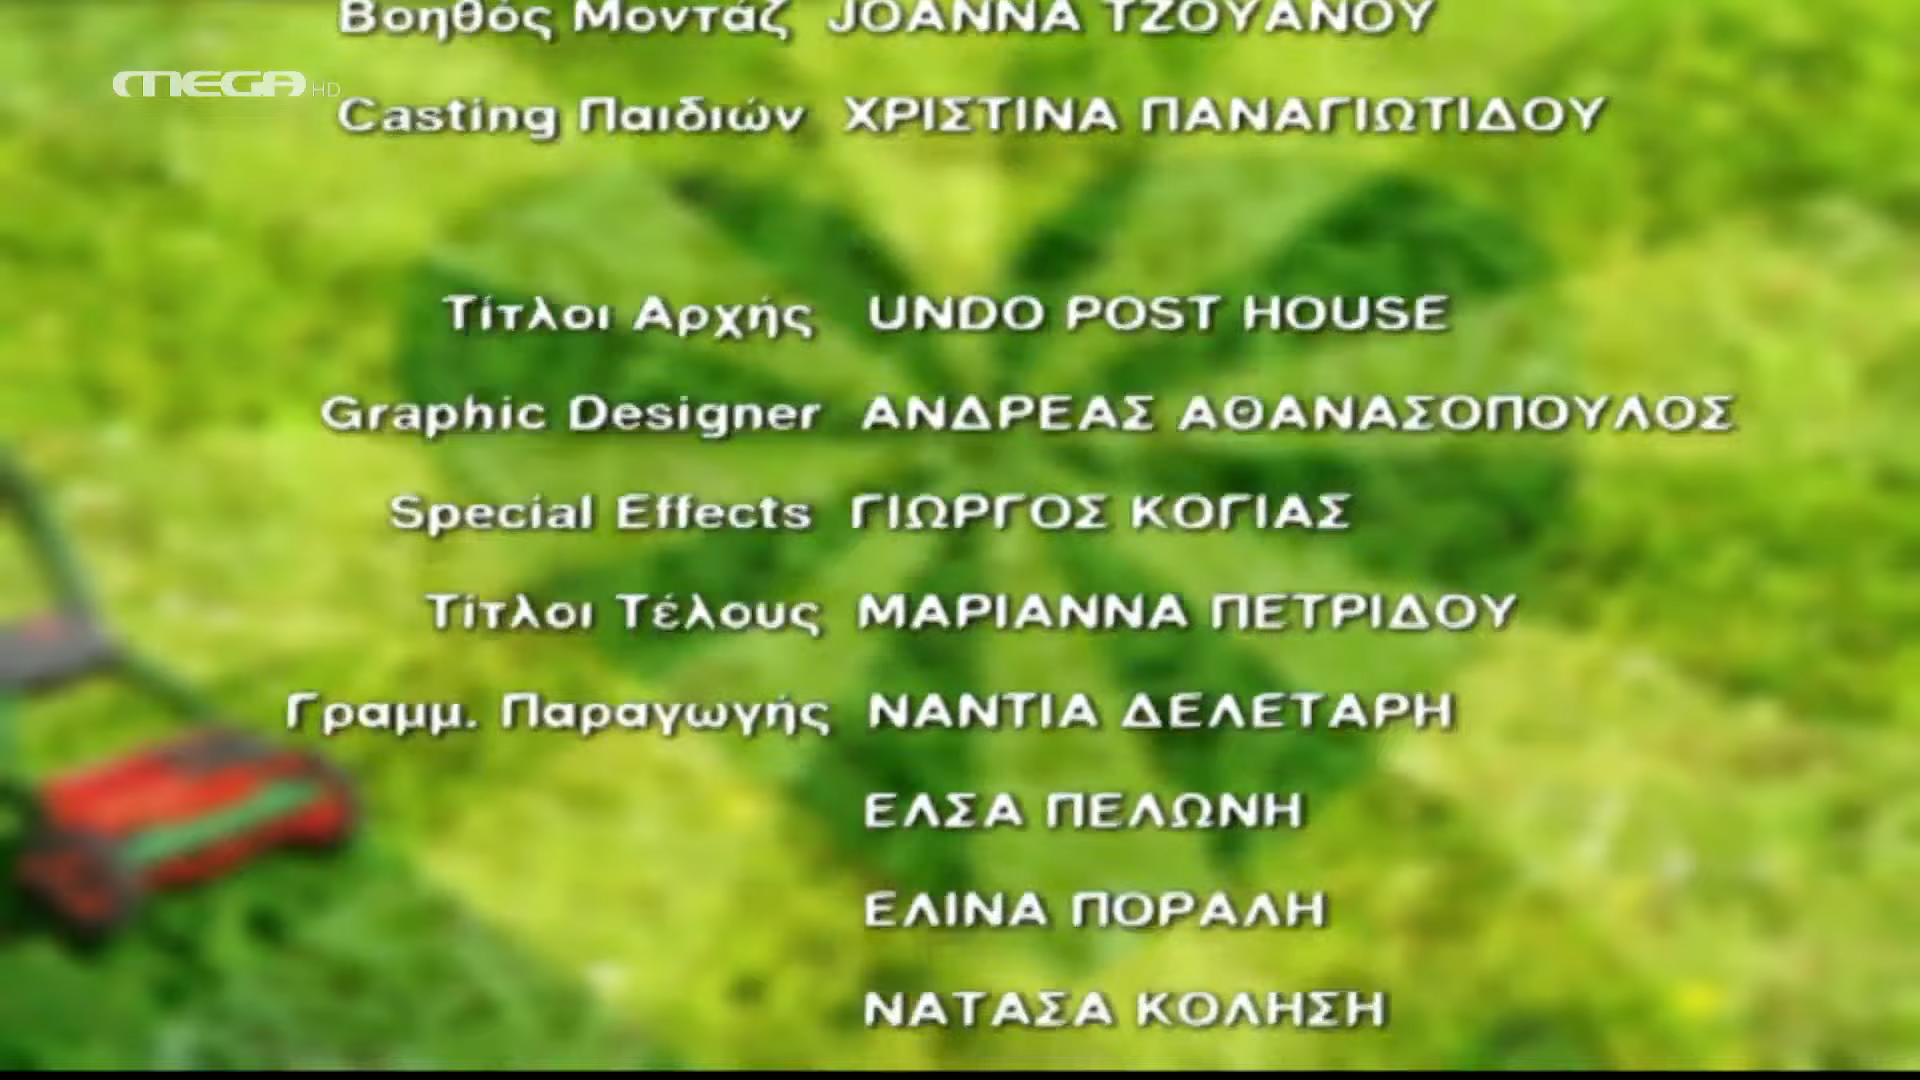 Βοηθός Μοντάζ JOANNA ΤΖΟΥΑΝΟΥ
MEGA HD
Casting Παιδιών ΧΡΙΣΤΙΝΑ ΠΑΝΑΓΙΩΤΙΔΟΥ
Τίτλοι Αρχής UNDO POST HOUSE
Graphic Designer ΑΝΔΡΕΑΣ ΑΘΑΝΑΣΟΠΟΥΛΟΣ
Special Effects ΓΙΩΡΓΟΣ ΚΟΓΙΑΣ
Τίτλοι Τέλους ΜΑΡΙΑΝΝΑ ΠΕΤΡΙΔΟΥ
Γραμμ. Παραγωγής ΝΑΝΤΙΑ ΔΕΛΕΤΑΡΗ
ΕΛΣΑ ΠΕΛΩΝΗ
ΕΛΙΝΑ ΠΟΡΑΛΗ
ΝΑΤΑΣΑ ΚΟΛΗΣΗ